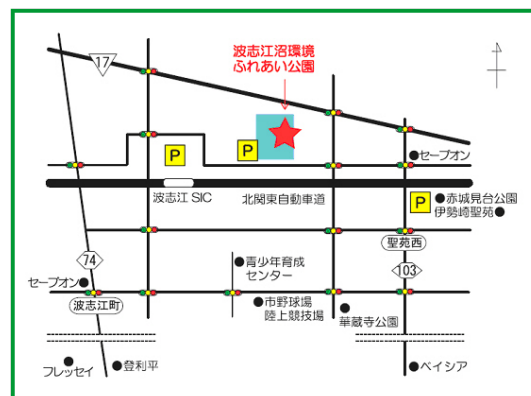 波志江沼環境
ふれあい公園
17
P
P
セーブオン
波志江 SIC
北関東自動車道
P
●赤城見台公園
伊勢崎聖苑●
聖苑西
74
●青少年育成
センター
103
セーブオン
波志江町
●市野球場
陸上競技場
華蔵寺公園
フレッセイ
●登利平
●ベイシア